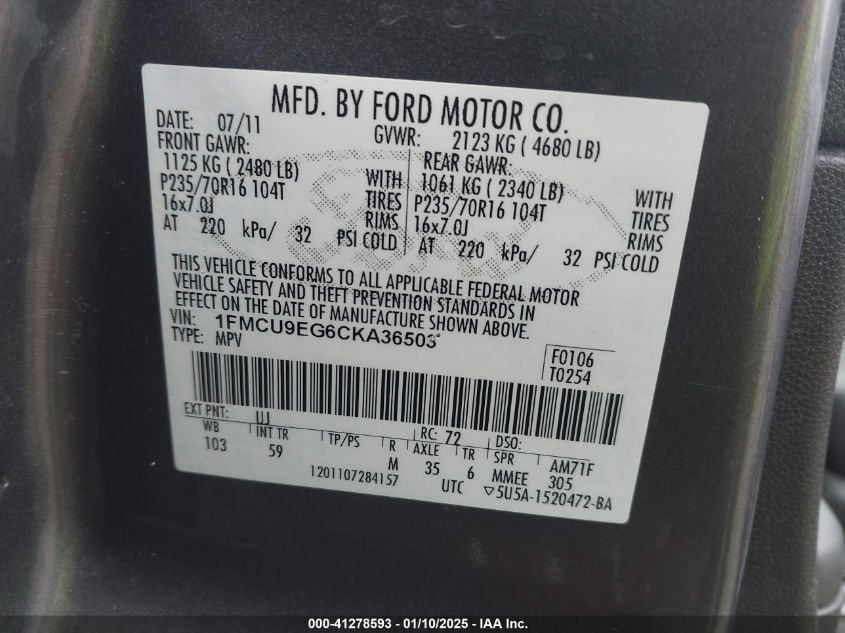 MFD. BY FORD MOTOR CO.
DATE: 07/11 GVWR: 2123 KG ( 4680 LB)
FRONT GAWR: REAR GAWR:
1125 KG ( 2480 LB) WITH 1061 KG ( 2340 LB) WITH
P235/70R16 104T TIRES P235/70R16 104T TIRES
16x7.0J RIMS 16x7.0J RIMS
AT 220 kPa/ 32 PSI COLD AT 220 kPa/ 32 PSI COLD
THIS VEHICLE CONFORMS TO ALL APPLICABLE FEDERAL MOTOR
VEHICLE SAFETY AND THEFT PREVENTION STANDARDS IN
EFFECT ON THE DATE OF MANUFACTURE SHOWN ABOVE.
VIN: 1FMCU9EG6CKA36503
TYPE: MPV
F0106
T0254
EXT PNT: UJ RC: 72 DSO:
WB INT TR TP/PS R AXLE TR SPR AM71F
103 59 M 35 6 MMEE 305
1201107284157 UTC ▽5U5A-1520472-BA
000-41278593 - 01/10/2025 - IAA Inc.